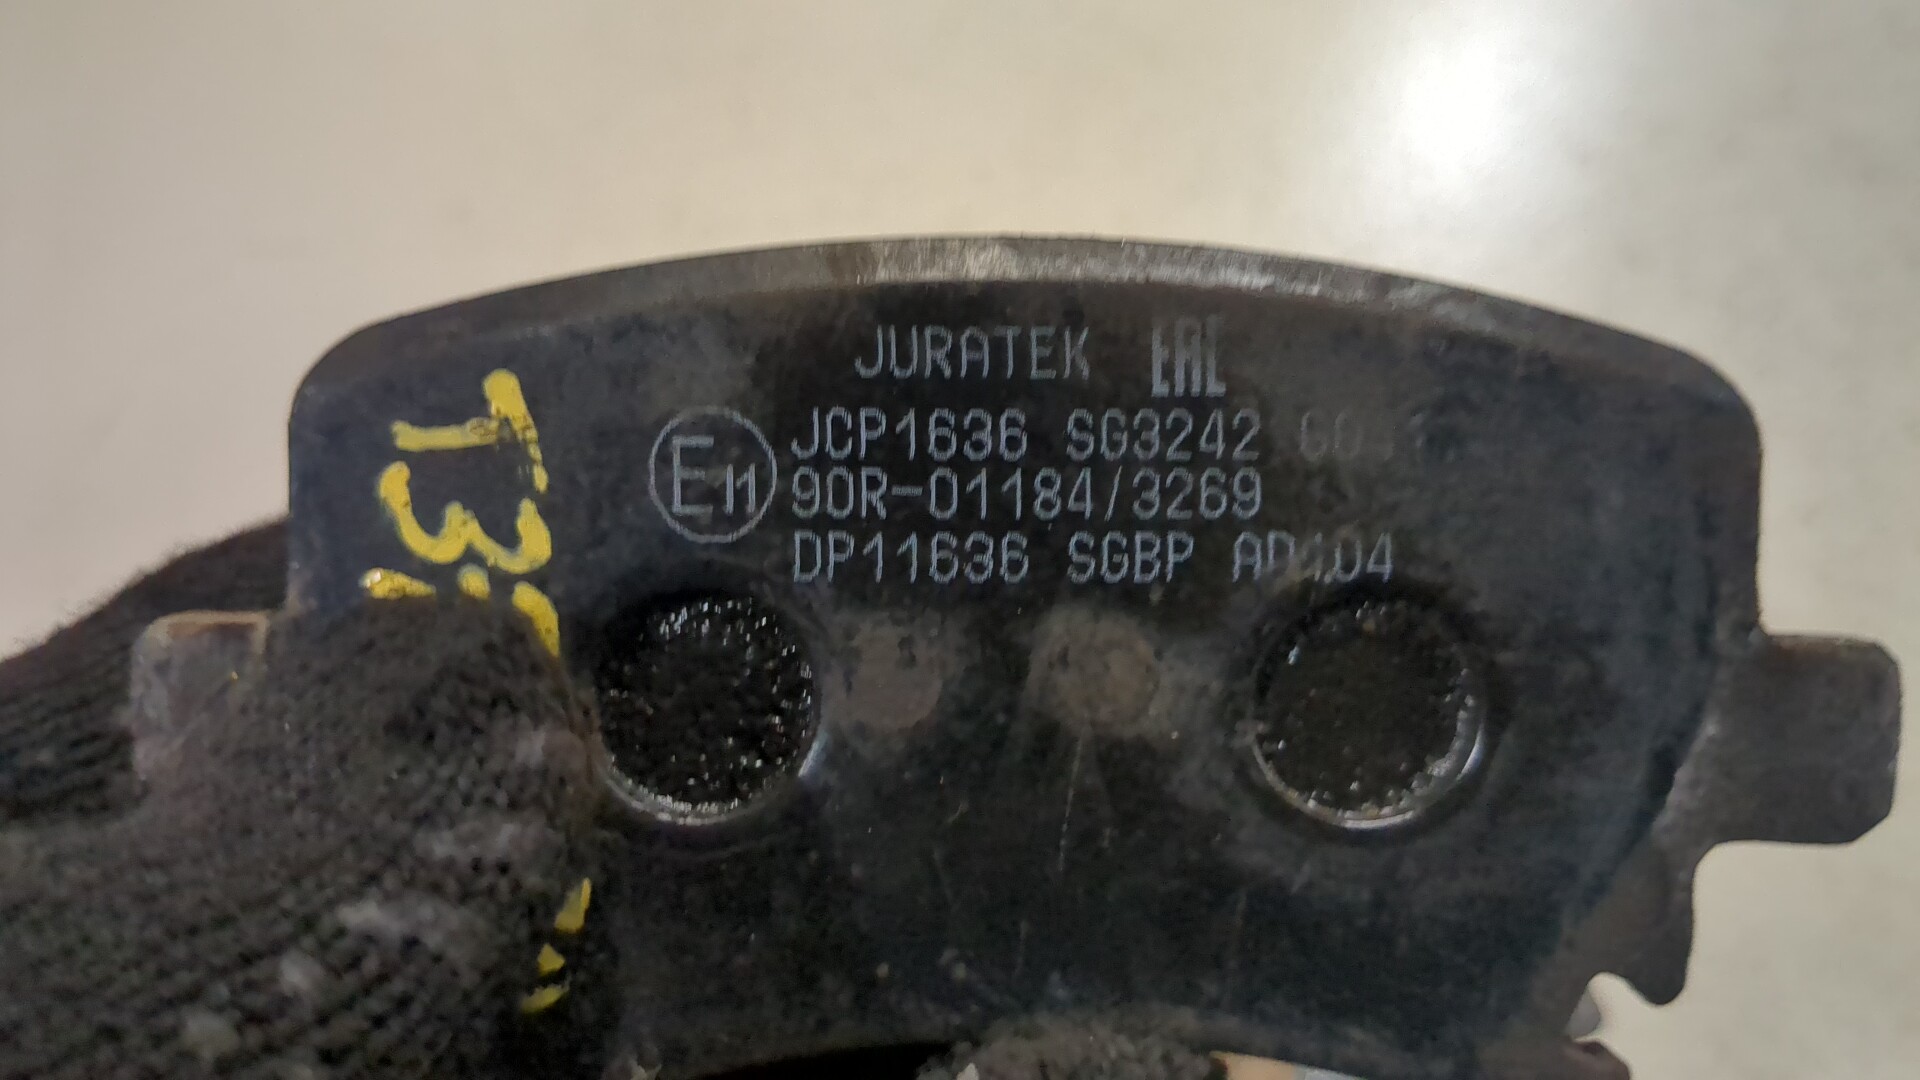 JURATEK EAC
E11 JCP1636 SG3242
90R-01184/3269
DP11636 SGBP